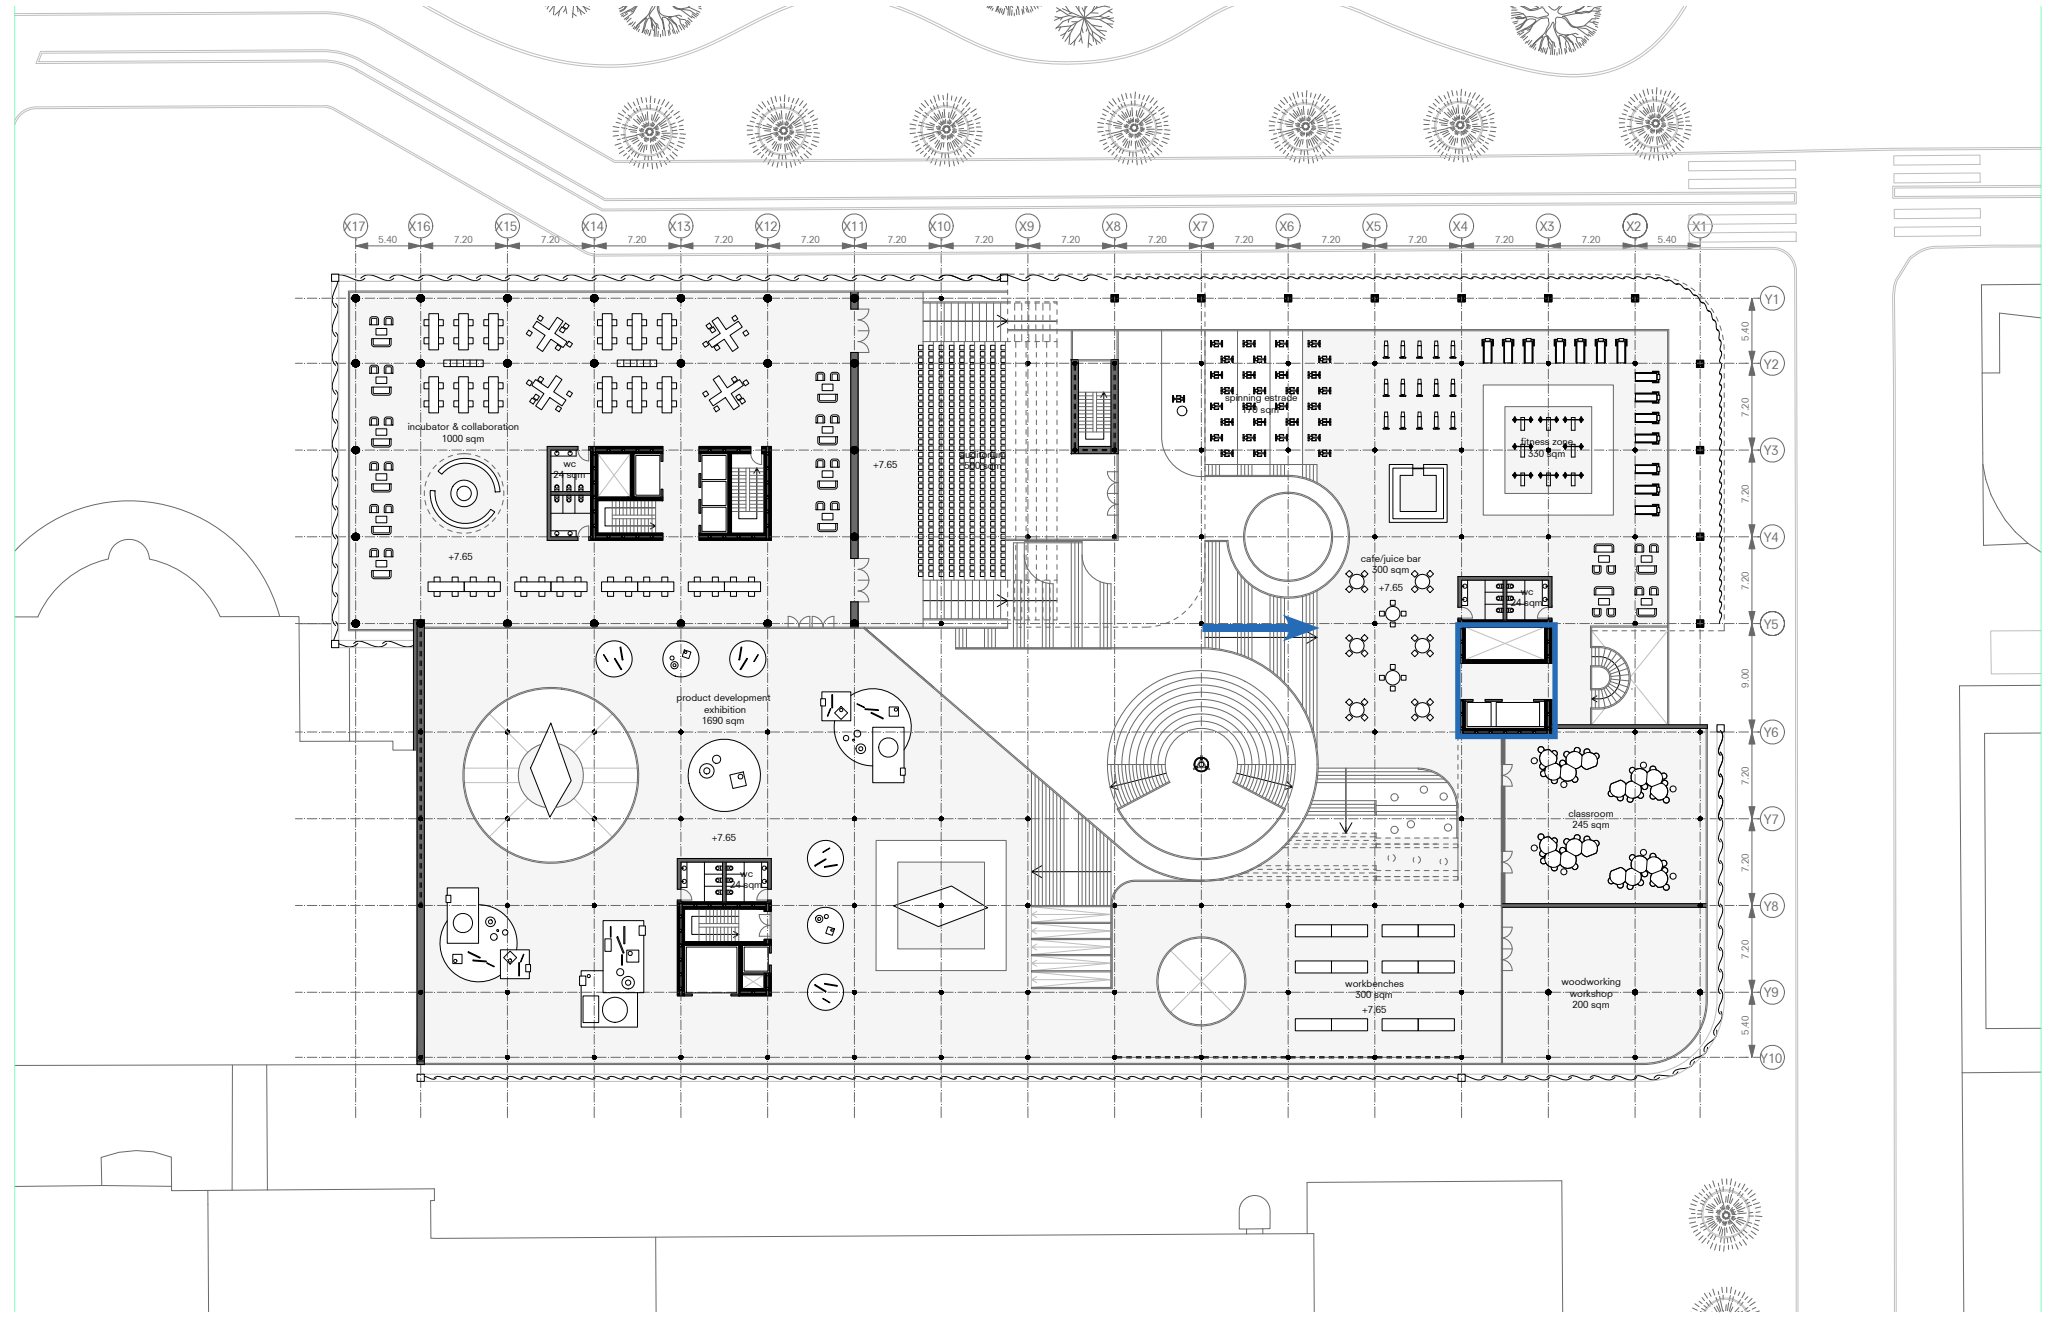 X17 X16 X15 X14 X13 X12 X11 X10 X9 X8 X7 X6 X5 X4 X3 X2 X1
5.40 7.20 7.20 7.20 7.20 7.20 7.20 7.20 7.20 7.20 7.20 7.20 7.20 7.20 7.20 5.40
Y1
5.40
Y2
7.20
Y3
7.20
Y4
7.20
Y5
9.00
Y6
7.20
Y7
7.20
Y8
7.20
Y9
5.40
Y10
incubator & collaboration
1000 sqm
wc
24 sqm
+7.65
+7.65
auditorium
spinning estrade
170 sqm
fitness zone
330 sqm
cafe/juice bar
300 sqm
+7.65
wc
24 sqm
product development
exhibition
1690 sqm
+7.65
wc
24 sqm
classroom
245 sqm
workbenches
300 sqm
+7.65
woodworking
workshop
200 sqm